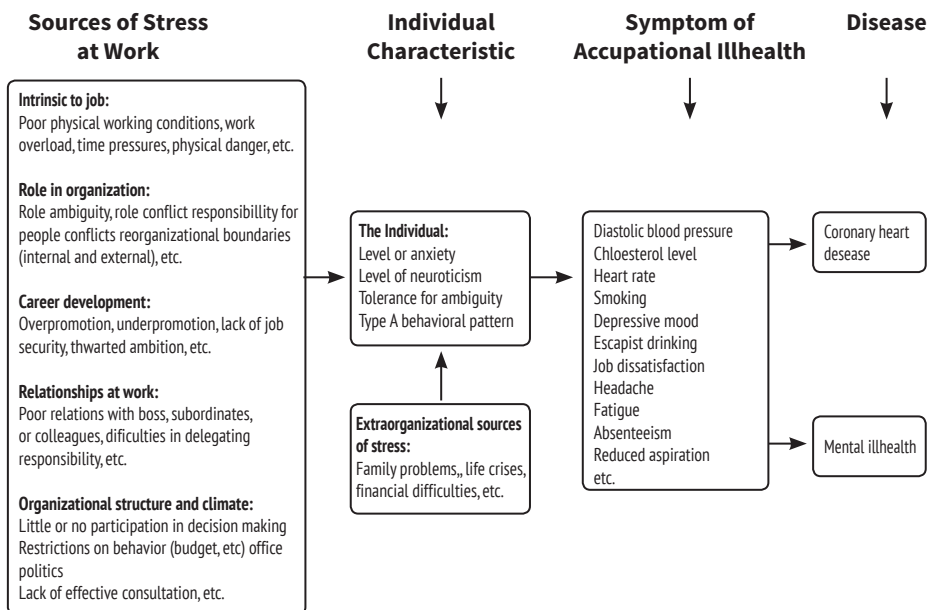 Sources of Stress
at Work
Individual
Characteristic
Symptom of
Accupational Illhealth
Disease
Intrinsic to job:
Poor physical working conditions, work
overload, time pressures, physical danger, etc.
Role in organization:
Role ambiguity, role conflict responsibillity for
people conflicts reorganizational boundaries
(internal and external), etc.
Career development:
Overpromotion, underpromotion, lack of job
security, thwarted ambition, etc.
Relationships at work:
Poor relations with boss, subordinates,
or colleagues, dificulties in delegating
responsibility, etc.
Organizational structure and climate:
Little or no participation in decision making
Restrictions on behavior (budget, etc) office
politics
Lack of effective consultation, etc.
The Individual:
Level or anxiety
Level of neuroticism
Tolerance for ambiguity
Type A behavioral pattern
Extraorganizational sources
of stress:
Family problems,, life crises,
financial difficulties, etc.
Diastolic blood pressure
Chloesterol level
Heart rate
Smoking
Depressive mood
Escapist drinking
Job dissatisfaction
Headache
Fatigue
Absenteeism
Reduced aspiration
etc.
Coronary heart
desease
Mental illhealth